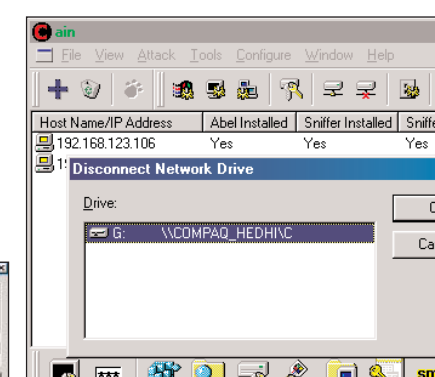 Cain
File View Attack Tools Configure Window Help
Host Name/IP Address Abel Installed Sniffer Installed
192.168.123.106 Yes Yes Yes
Disconnect Network Drive
Drive:
G: \\COMPAQ_HEDHI\C